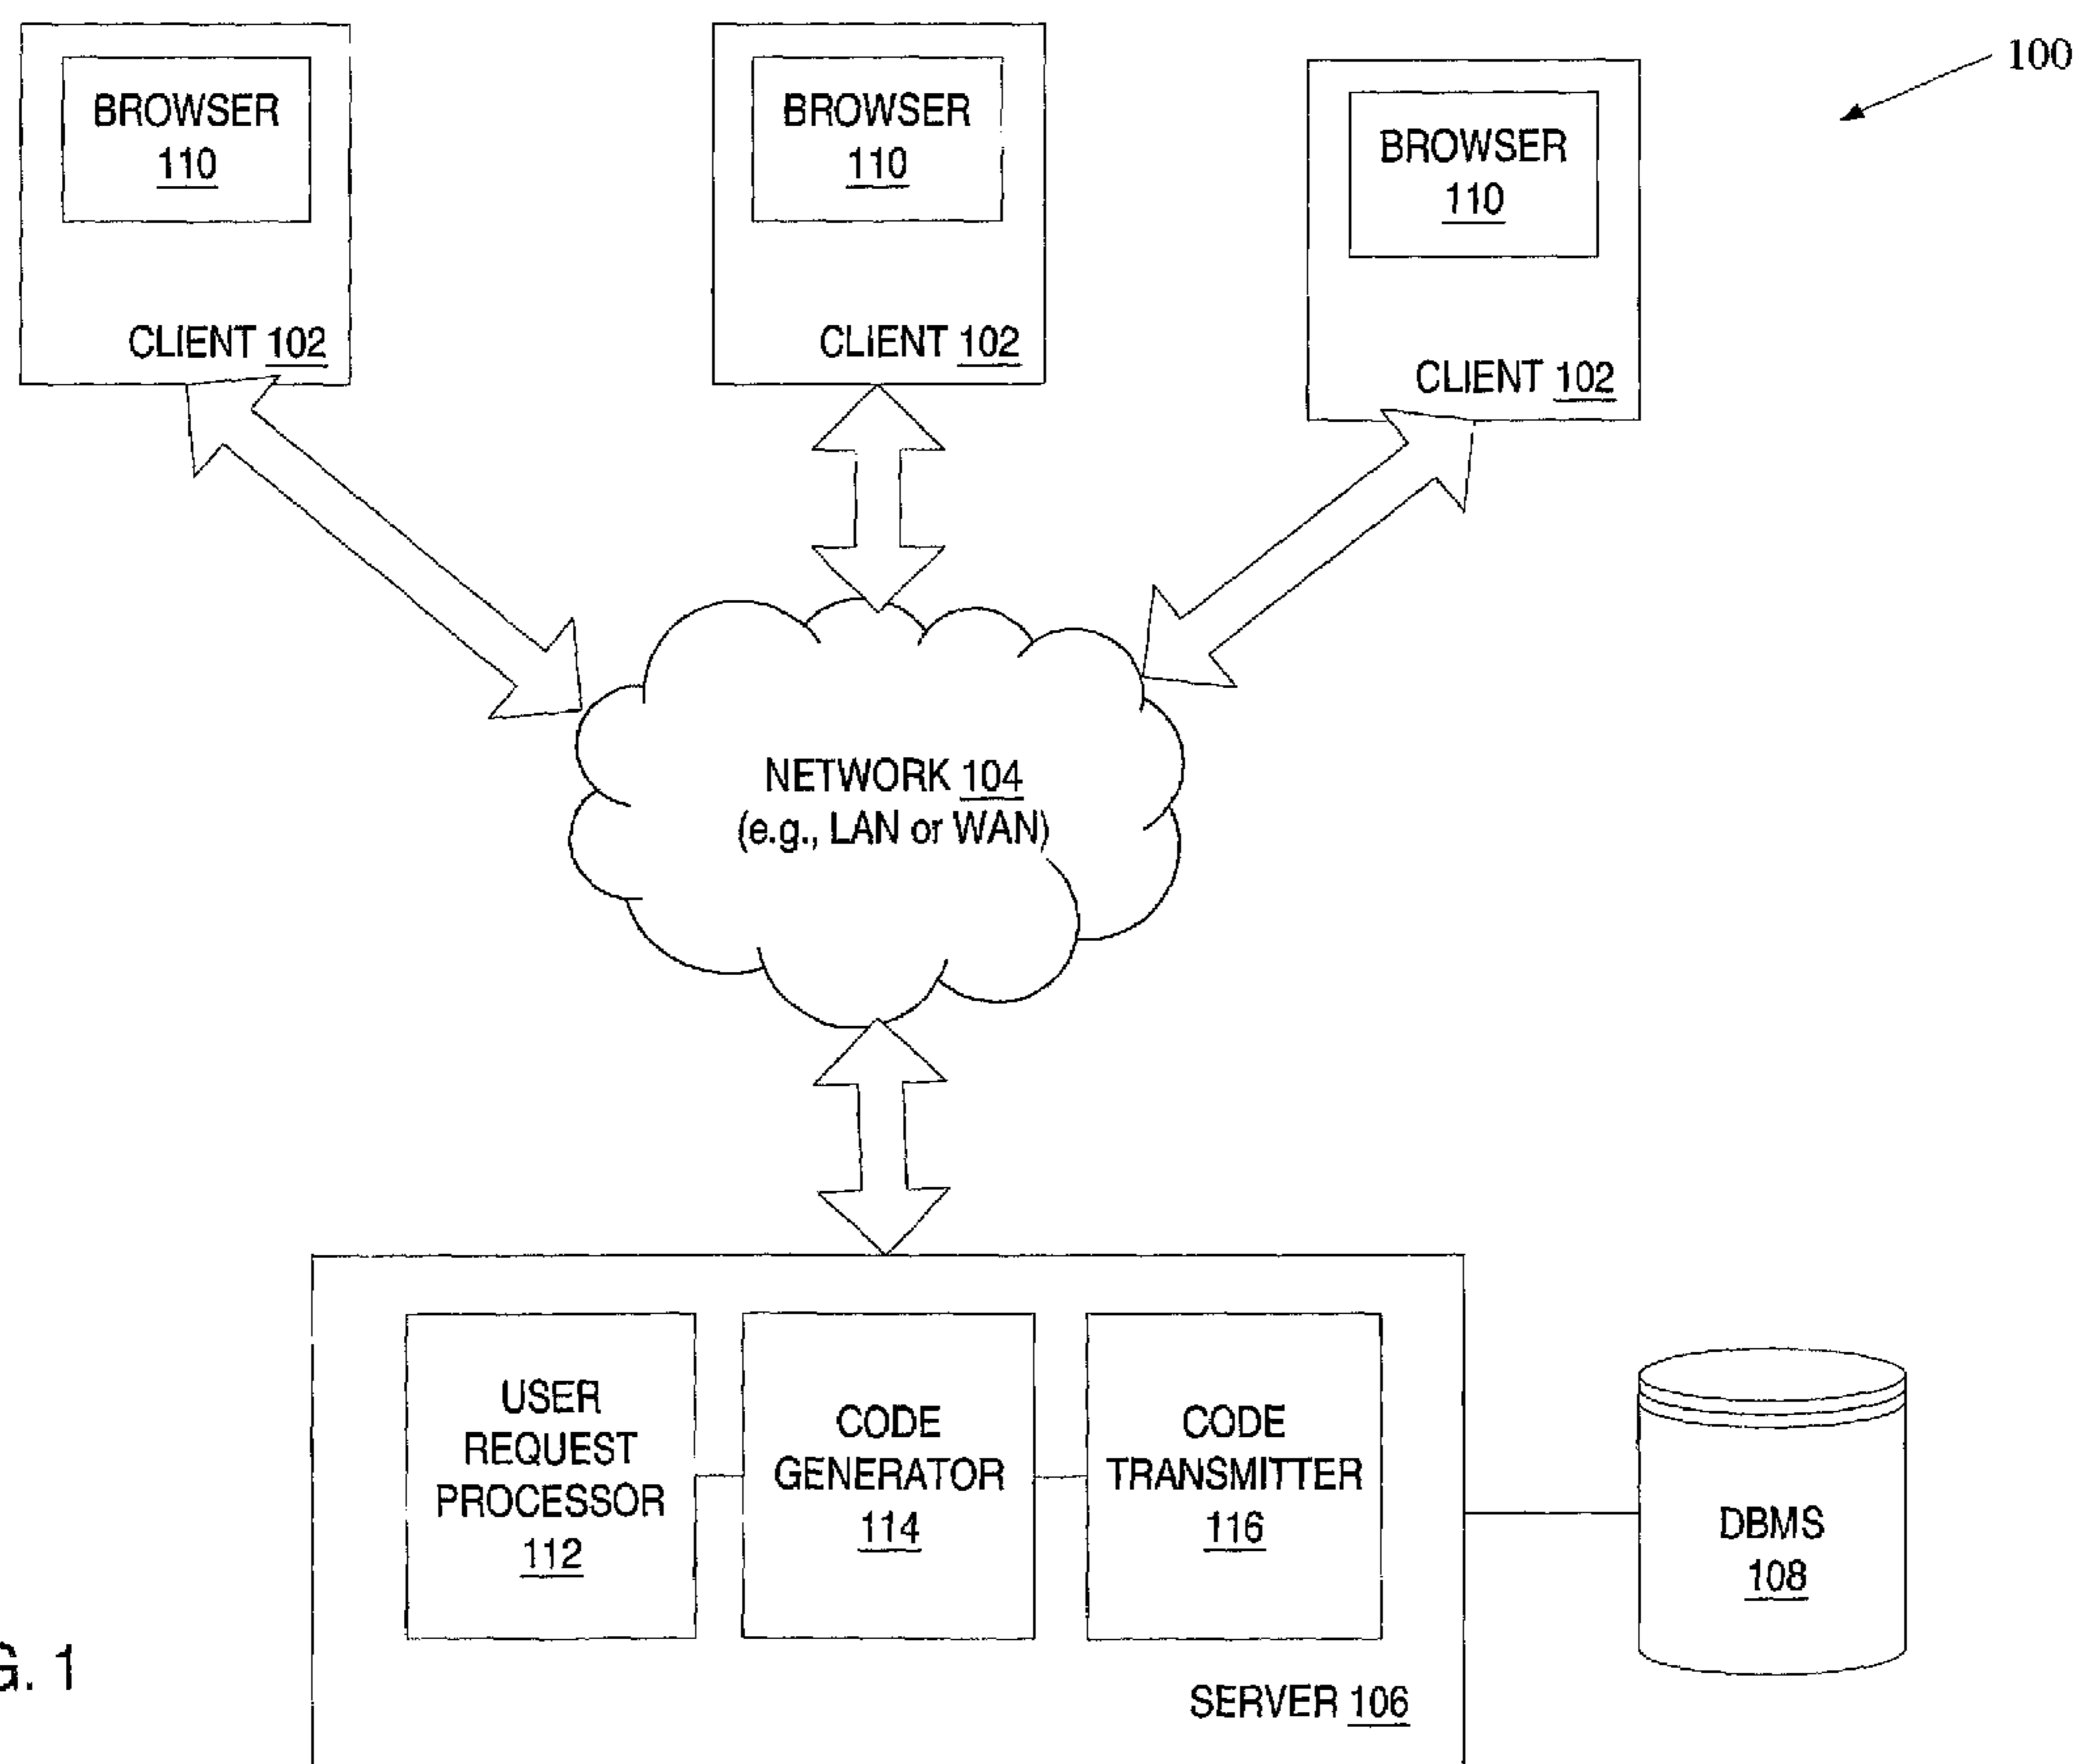 100
BROWSER
110
CLIENT 102
BROWSER
110
CLIENT 102
BROWSER
110
CLIENT 102
NETWORK 104
(e.g., LAN or WAN)
USER
REQUEST
PROCESSOR
112
CODE
GENERATOR
114
CODE
TRANSMITTER
116
SERVER 106
DBMS
108
G. 1